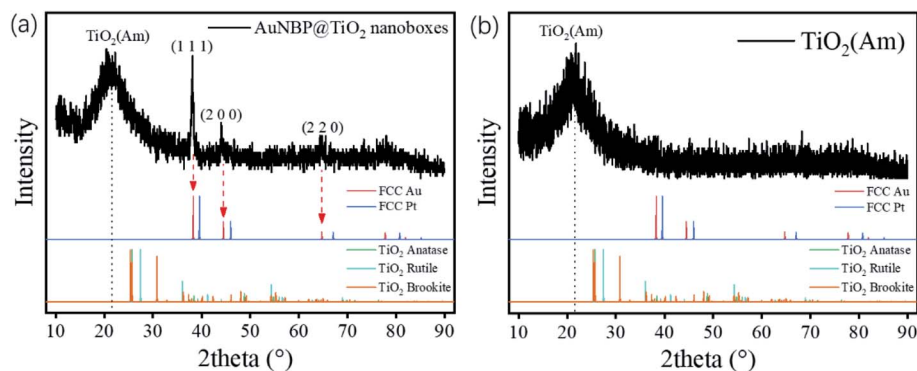 (a)
TiO2(Am)
AuNBP@TiO2 nanoboxes
(1 1 1)
(2 0 0)
(2 2 0)
Intensity
FCC Au
FCC Pt
TiO2 Anatase
TiO2 Rutile
TiO2 Brookite
10 20 30 40 50 60 70 80 90
2theta (°)
(b)
TiO2(Am)
TiO2(Am)
Intensity
FCC Au
FCC Pt
TiO2 Anatase
TiO2 Rutile
TiO2 Brookite
10 20 30 40 50 60 70 80 90
2theta (°)